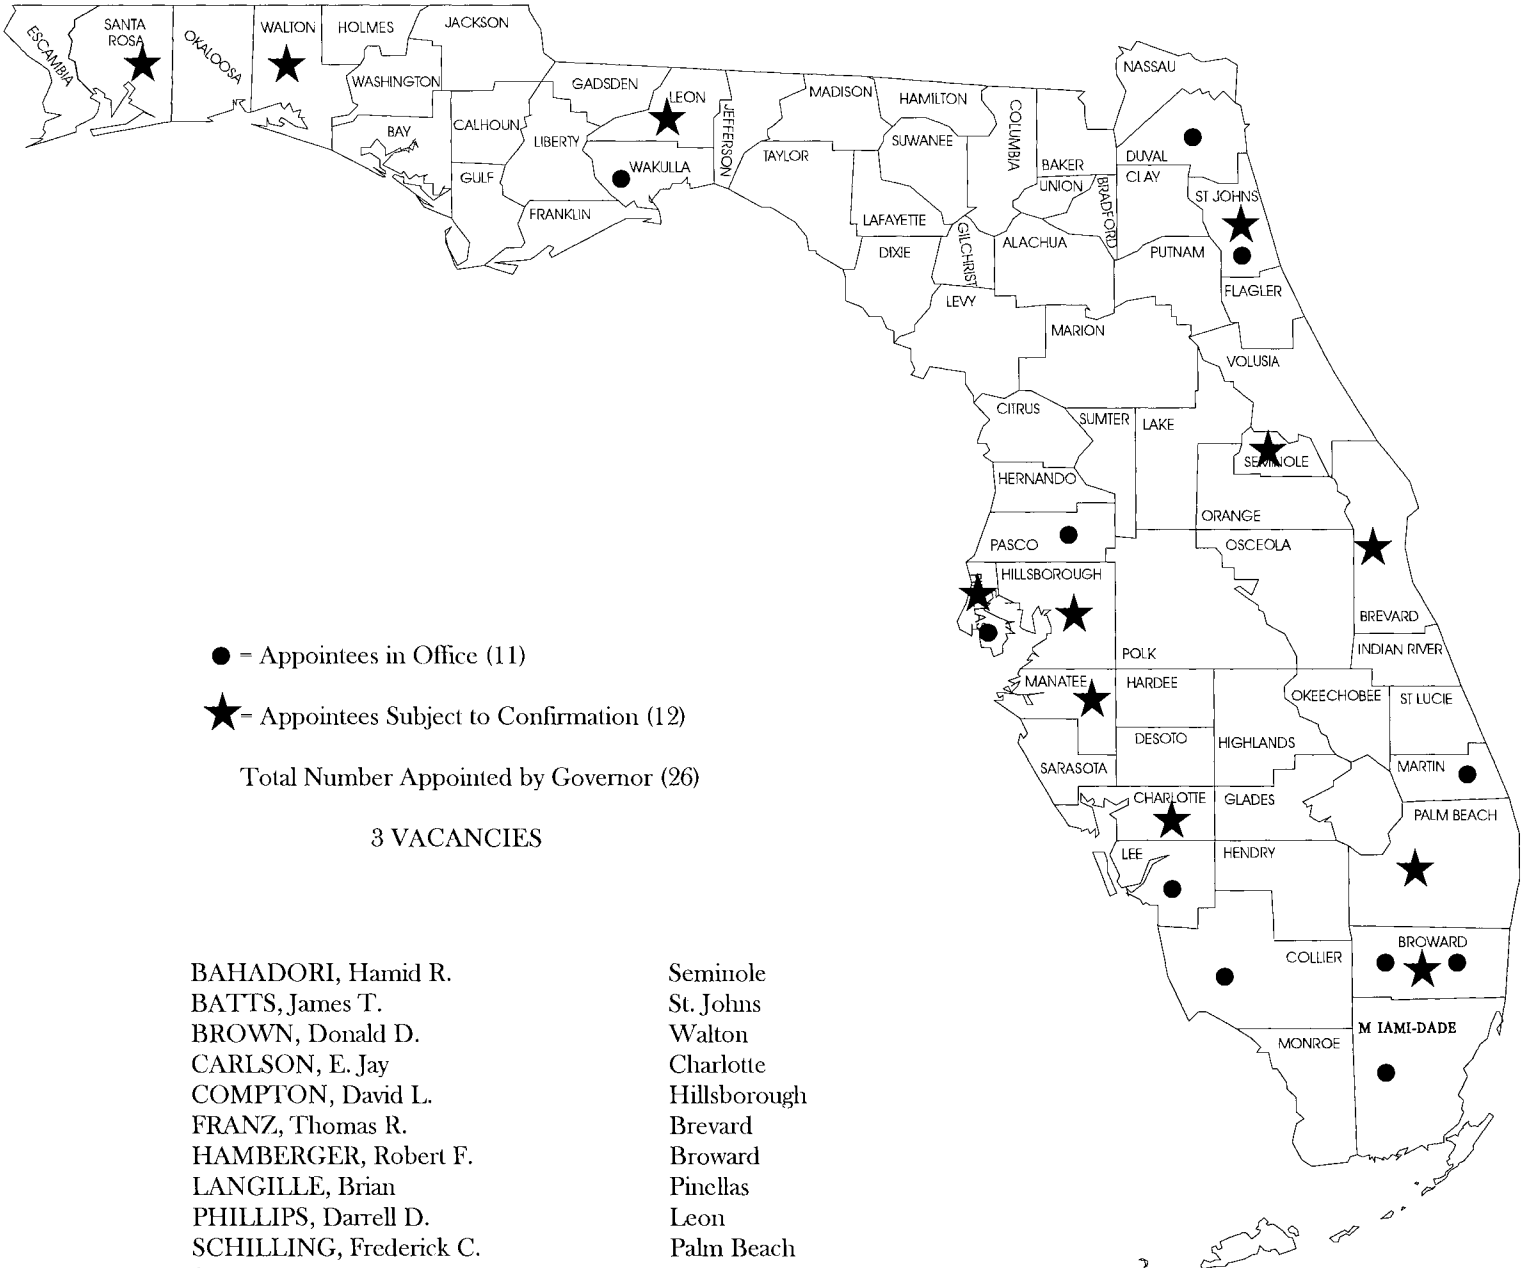 SANTA
ROSA
ESCAMBIA
OKALOOSA
WALTON
HOLMES
JACKSON
WASHINGTON
BAY
CALHOUN
GULF
GADSDEN
LIBERTY
FRANKLIN
LEON
WAKULLA
JEFFERSON
MADISON
TAYLOR
HAMILTON
SUWANEE
LAFAYETTE
DIXIE
COLUMBIA
GILCHRIST
BAKER
UNION
BRADFORD
ALACHUA
LEVY
NASSAU
DUVAL
CLAY
ST JOHNS
PUTNAM
FLAGLER
MARION
VOLUSIA
CITRUS
SUMTER
LAKE
SEMINOLE
HERNANDO
ORANGE
PASCO
OSCEOLA
HILLSBOROUGH
BREVARD
INDIAN RIVER
POLK
MANATEE
HARDEE
OKEECHOBEE
ST LUCIE
DESOTO
HIGHLANDS
SARASOTA
MARTIN
CHARLOTTE
GLADES
PALM BEACH
LEE
HENDRY
BROWARD
COLLIER
M IAMI-DADE
MONROE
= Appointees in Office (11)
= Appointees Subject to Confirmation (12)
Total Number Appointed by Governor (26)
3 VACANCIES
BAHADORI, Hamid R. Seminole
BATTS, James T. St. Johns
BROWN, Donald D. Walton
CARLSON, E. Jay Charlotte
COMPTON, David L. Hillsborough
FRANZ, Thomas R. Brevard
HAMBERGER, Robert F. Broward
LANGILLE, Brian Pinellas
PHILLIPS, Darrell D. Leon
SCHILLING, Frederick C. Palm Beach